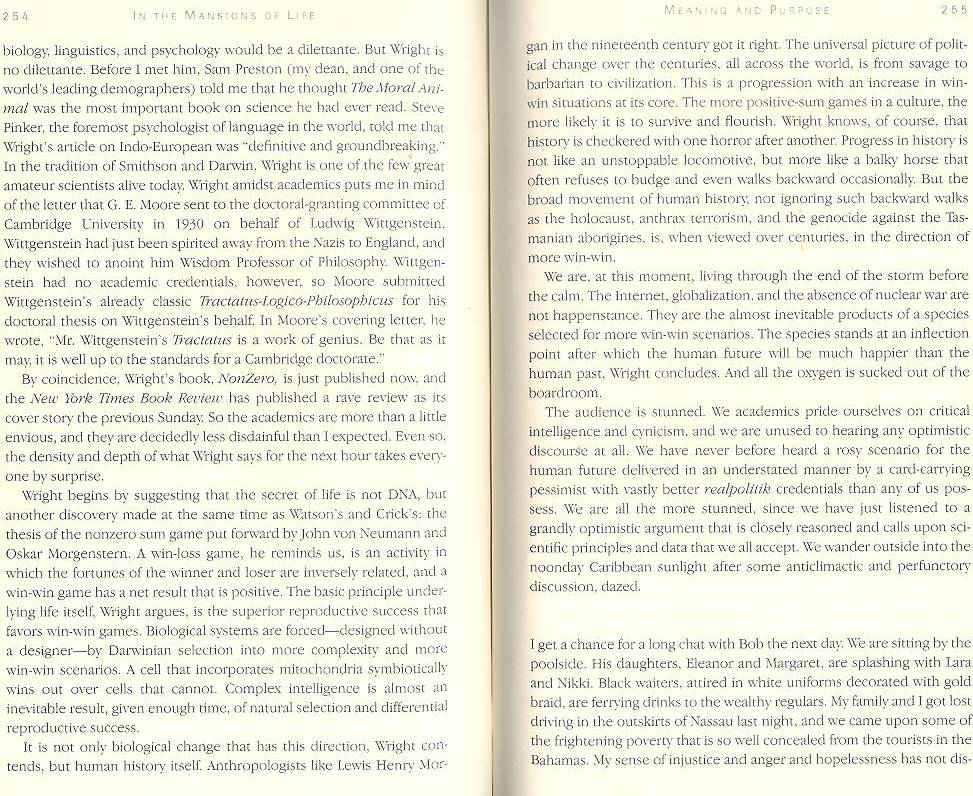 254 IN THE MANSIONS OF LIFE
biology, linguistics, and psychology would be a dilettante. But Wright is
no dilettante. Before I met him, Sam Preston (my dean, and one of the
world's leading demographers) told me that he thought The Moral Ani-
mal was the most important book on science he had ever read. Steve
Pinker, the foremost psychologist of language in the world, told me that
Wright's article on Indo-European was "definitive and groundbreaking."
In the tradition of Smithson and Darwin, Wright is one of the few great
amateur scientists alive today. Wright amidst academics puts me in mind
of the letter that G. E. Moore sent to the doctoral-granting committee of
Cambridge University in 1930 on behalf of Ludwig Wittgenstein.
Wittgenstein had just been spirited away from the Nazis to England, and
they wished to anoint him Wisdom Professor of Philosophy. Wittgen-
stein had no academic credentials, however, so Moore submitted
Wittgenstein's already classic Tractatus-Logico-Philosophicus for his
doctoral thesis on Wittgenstein's behalf. In Moore's covering letter, he
wrote, "Mr. Wittgenstein's Tractatus is a work of genius. Be that as it
may, it is well up to the standards for a Cambridge doctorate."
By coincidence, Wright's book, NonZero, is just published now, and
the New York Times Book Review has published a rave review as its
cover story the previous Sunday. So the academics are more than a little
envious, and they are decidedly less disdainful than I expected. Even so,
the density and depth of what Wright says for the next hour takes every-
one by surprise.
Wright begins by suggesting that the secret of life is not DNA, but
another discovery made at the same time as Watson's and Crick's: the
thesis of the nonzero sum game put forward by John von Neumann and
Oskar Morgenstern. A win-loss game, he reminds us, is an activity in
which the fortunes of the winner and loser are inversely related, and a
win-win game has a net result that is positive. The basic principle under-
lying life itself, Wright argues, is the superior reproductive success that
favors win-win games. Biological systems are forced—designed without
a designer—by Darwinian selection into more complexity and more
win-win scenarios. A cell that incorporates mitochondria symbiotically
wins out over cells that cannot. Complex intelligence is almost an
inevitable result, given enough time, of natural selection and differential
reproductive success.
It is not only biological change that has this direction, Wright con-
tends, but human history itself. Anthropologists like Lewis Henry Mor-
MEANING AND PURPOSE 255
gan in the nineteenth century got it right. The universal picture of polit-
ical change over the centuries, all across the world, is from savage to
barbarian to civilization. This is a progression with an increase in win-
win situations at its core. The more positive-sum games in a culture, the
more likely it is to survive and flourish. Wright knows, of course, that
history is checkered with one horror after another. Progress in history is
not like an unstoppable locomotive, but more like a balky horse that
often refuses to budge and even walks backward occasionally. But the
broad movement of human history, not ignoring such backward walks
as the holocaust, anthrax terrorism, and the genocide against the Tas-
manian aborigines, is, when viewed over centuries, in the direction of
more win-win.
We are, at this moment, living through the end of the storm before
the calm. The Internet, globalization, and the absence of nuclear war are
not happenstance. They are the almost inevitable products of a species
selected for more win-win scenarios. The species stands at an inflection
point after which the human future will be much happier than the
human past, Wright concludes. And all the oxygen is sucked out of the
boardroom.
The audience is stunned. We academics pride ourselves on critical
intelligence and cynicism, and we are unused to hearing any optimistic
discourse at all. We have never before heard a rosy scenario for the
human future delivered in an understated manner by a card-carrying
pessimist with vastly better realpolitik credentials than any of us pos-
sess. We are all the more stunned, since we have just listened to a
grandly optimistic argument that is closely reasoned and calls upon sci-
entific principles and data that we all accept. We wander outside into the
noonday Caribbean sunlight after some anticlimactic and perfunctory
discussion, dazed.
I get a chance for a long chat with Bob the next day. We are sitting by the
poolside. His daughters, Eleanor and Margaret, are splashing with Lara
and Nikki. Black waiters, attired in white uniforms decorated with gold
braid, are ferrying drinks to the wealthy regulars. My family and I got lost
driving in the outskirts of Nassau last night, and we came upon some of
the frightening poverty that is so well concealed from the tourists in the
Bahamas. My sense of injustice and anger and hopelessness has not dis-